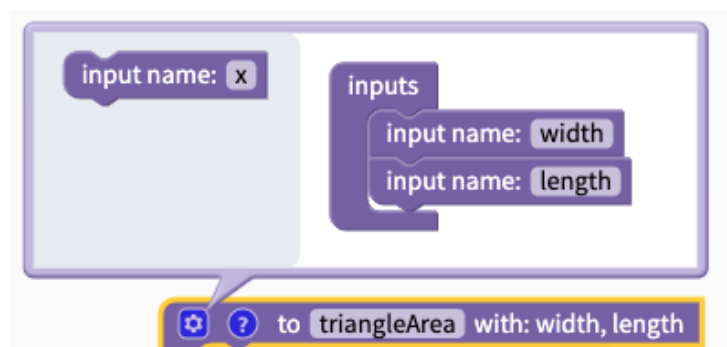 input name: x
inputs
input name: width
input name: length
? to triangleArea with: width, length